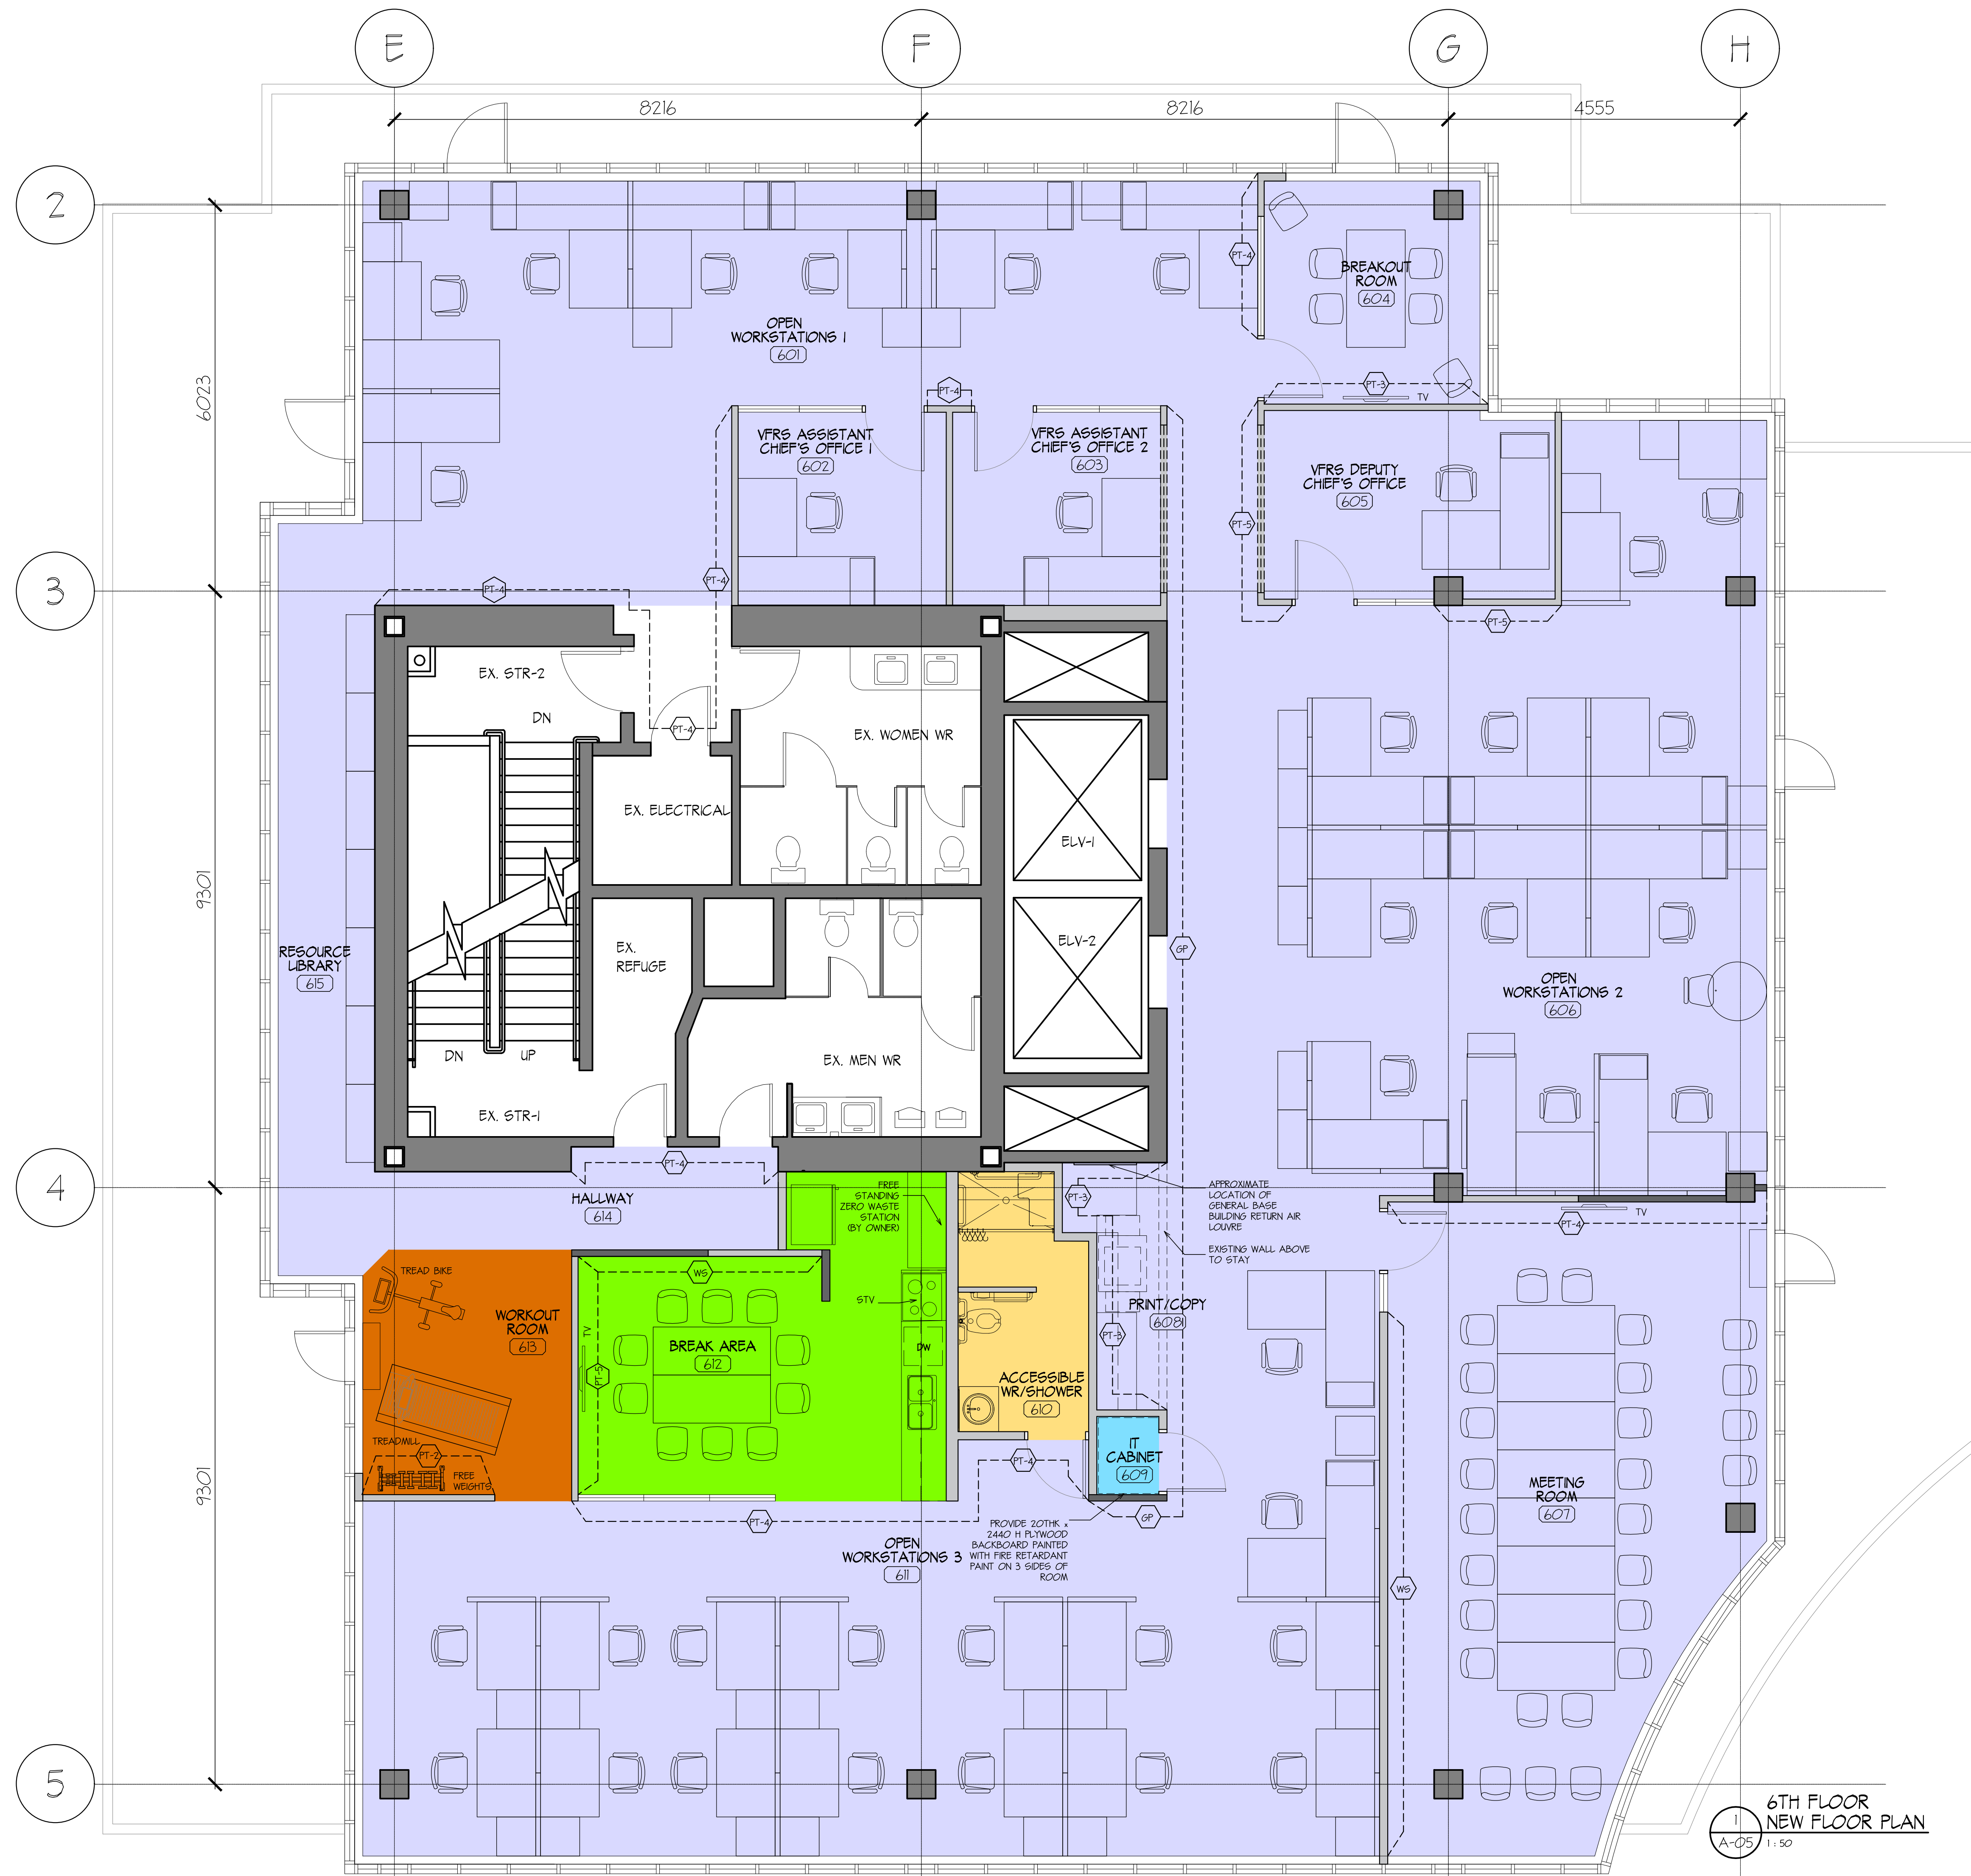 E
F
G
H
8216
8216
4555
2
3
4
5
6023
9301
9301
PT-4
BREAKOUT
ROOM
604
OPEN
WORKSTATIONS 1
601
PT-3
TV
PT-4
VFRS ASSISTANT
CHIEF'S OFFICE 1
602
VFRS ASSISTANT
CHIEF'S OFFICE 2
603
VFRS DEPUTY
CHIEF'S OFFICE
605
PT-5
PT-4
PT-4
PT-5
EX. STR-2
DN
PT-4
EX. WOMEN WR
EX. ELECTRICAL
ELV-1
ELV-2
GP
RESOURCE
LIBRARY
615
EX.
REFUGE
OPEN
WORKSTATIONS 2
606
DN
UP
EX. MEN WR
EX. STR-1
PT-4
HALLWAY
614
FREE
STANDING
ZERO WASTE
STATION
(BY OWNER)
PT-3
APPROXIMATE
LOCATION OF
GENERAL BASE
BUILDING RETURN AIR
LOUVRE
EXISTING WALL ABOVE
TO STAY
TV
PT-4
TREAD BIKE
WS
STV
WORKOUT
ROOM
613
TV
BREAK AREA
612
DW
PT-5
PRINT/COPY
608
PT-3
ACCESSIBLE
WR/SHOWER
610
TREADMILL
PT-2
FREE
WEIGHTS
IT
CABINET
609
PT-4
PT-4
GP
PROVIDE 20THK x
2440 H PLYWOOD
BACKBOARD PAINTED
WITH FIRE RETARDANT
PAINT ON 3 SIDES OF
ROOM
MEETING
ROOM
607
OPEN
WORKSTATIONS 3
611
WS
1
A-05
6TH FLOOR
NEW FLOOR PLAN
1 : 50